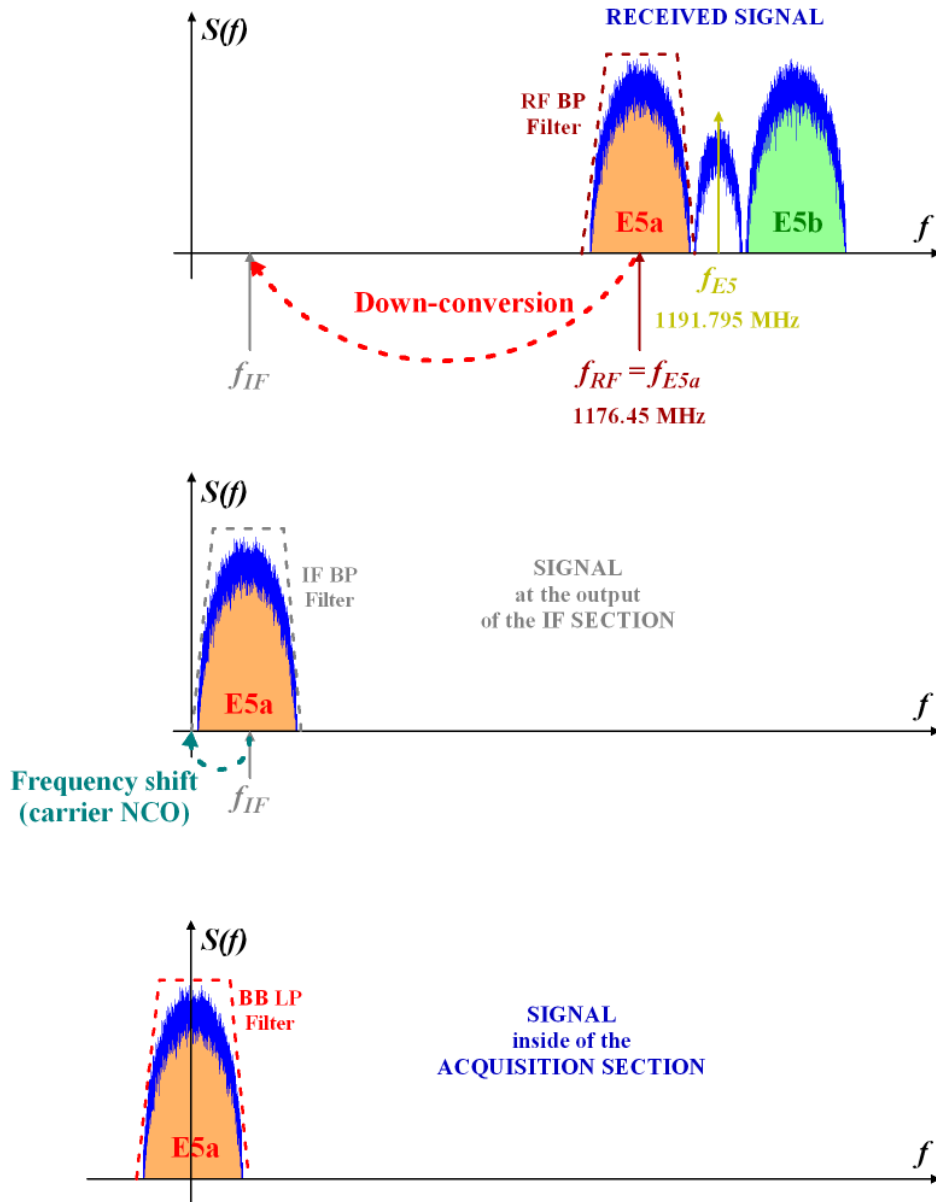 RECEIVED SIGNAL
S(f)
RF BP
Filter
E5a
E5b
f
Down-conversion
f_E5
1191.795 MHz
f_IF
f_RF = f_E5a
1176.45 MHz
S(f)
IF BP
Filter
SIGNAL
at the output
of the IF SECTION
E5a
f
Frequency shift
(carrier NCO)
f_IF
S(f)
BB LP
Filter
SIGNAL
inside of the
ACQUISITION SECTION
E5a
f